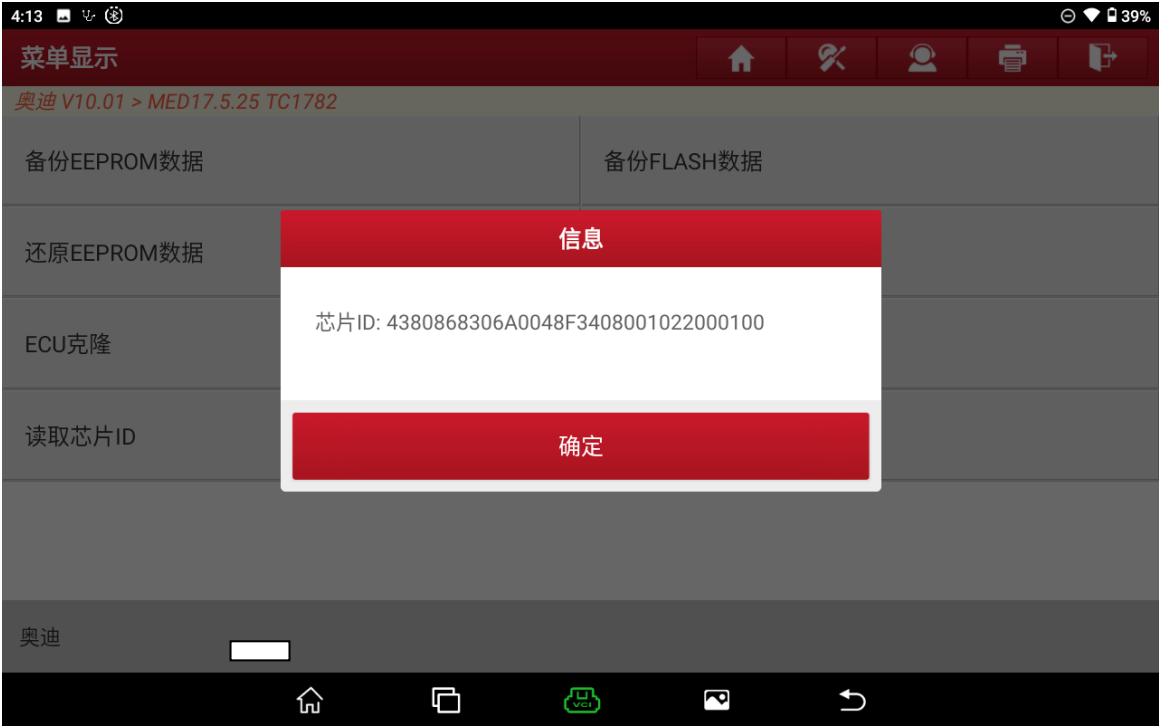 4:13
39%
菜单显示
奥迪 V10.01 > MED17.5.25 TC1782
备份EEPROM数据
备份FLASH数据
还原EEPROM数据
信息
芯片ID: 4380868306A0048F3408001022000100
ECU克隆
读取芯片ID
确定
奥迪
VCI